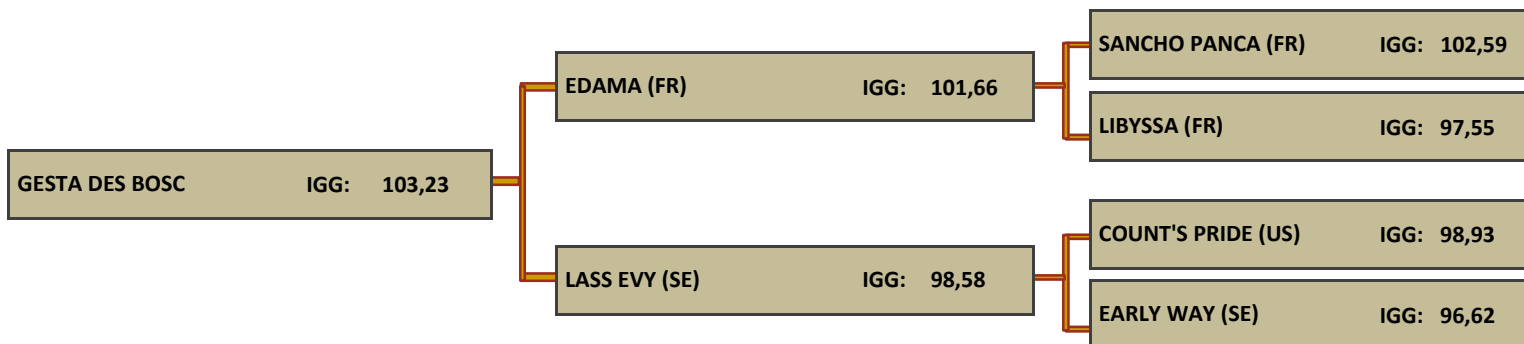 SANCHO PANCA (FR) IGG: 102,59
EDAMA (FR) IGG: 101,66
LIBYSSA (FR) IGG: 97,55
GESTA DES BOSC IGG: 103,23
COUNT'S PRIDE (US) IGG: 98,93
LASS EVY (SE) IGG: 98,58
EARLY WAY (SE) IGG: 96,62